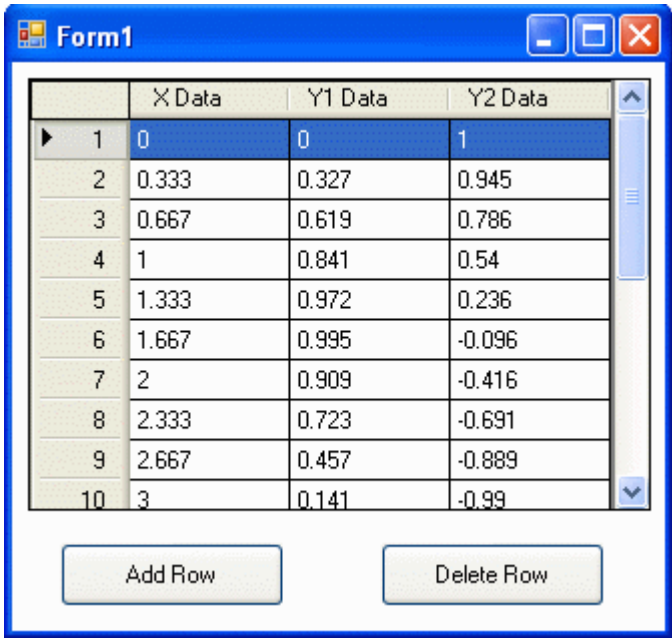 Form1
X Data Y1 Data Y2 Data
1 0 0 1
2 0.333 0.327 0.945
3 0.667 0.619 0.786
4 1 0.841 0.54
5 1.333 0.972 0.236
6 1.667 0.995 -0.096
7 2 0.909 -0.416
8 2.333 0.723 -0.691
9 2.667 0.457 -0.889
10 3 0.141 -0.99
Add Row Delete Row